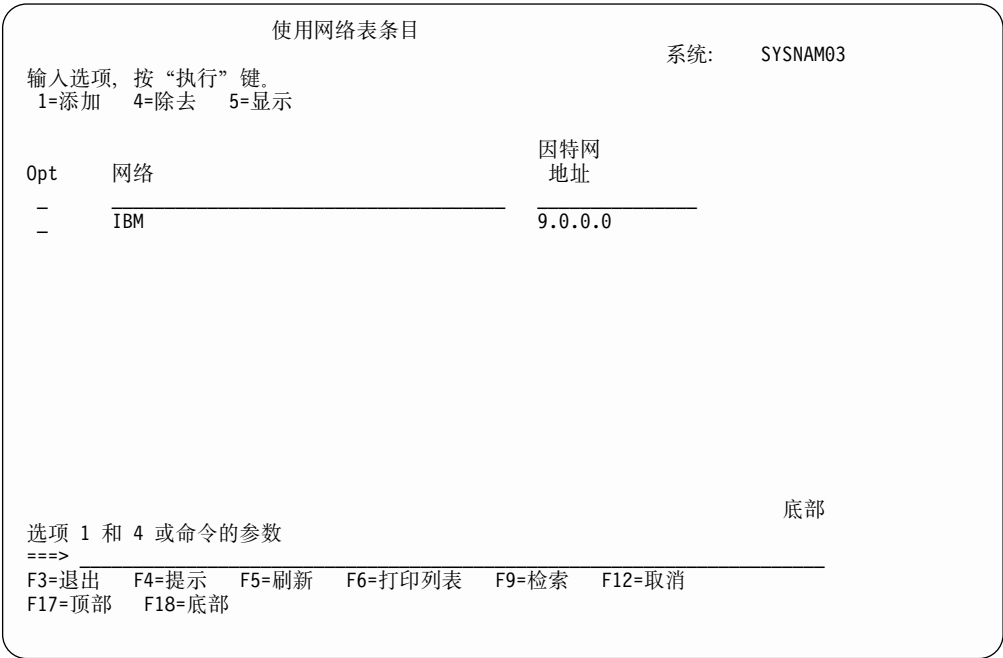 使用网络表条目
系统: SYSNAM03
输入选项, 按“执行”键。
1=添加 4=除去 5=显示
因特网
Opt 网络 地址
_ _____________________________________ _______________
_ IBM 9.0.0.0
底部
选项 1 和 4 或命令的参数
===> ______________________________________________________________________
F3=退出 F4=提示 F5=刷新 F6=打印列表 F9=检索 F12=取消
F17=顶部 F18=底部